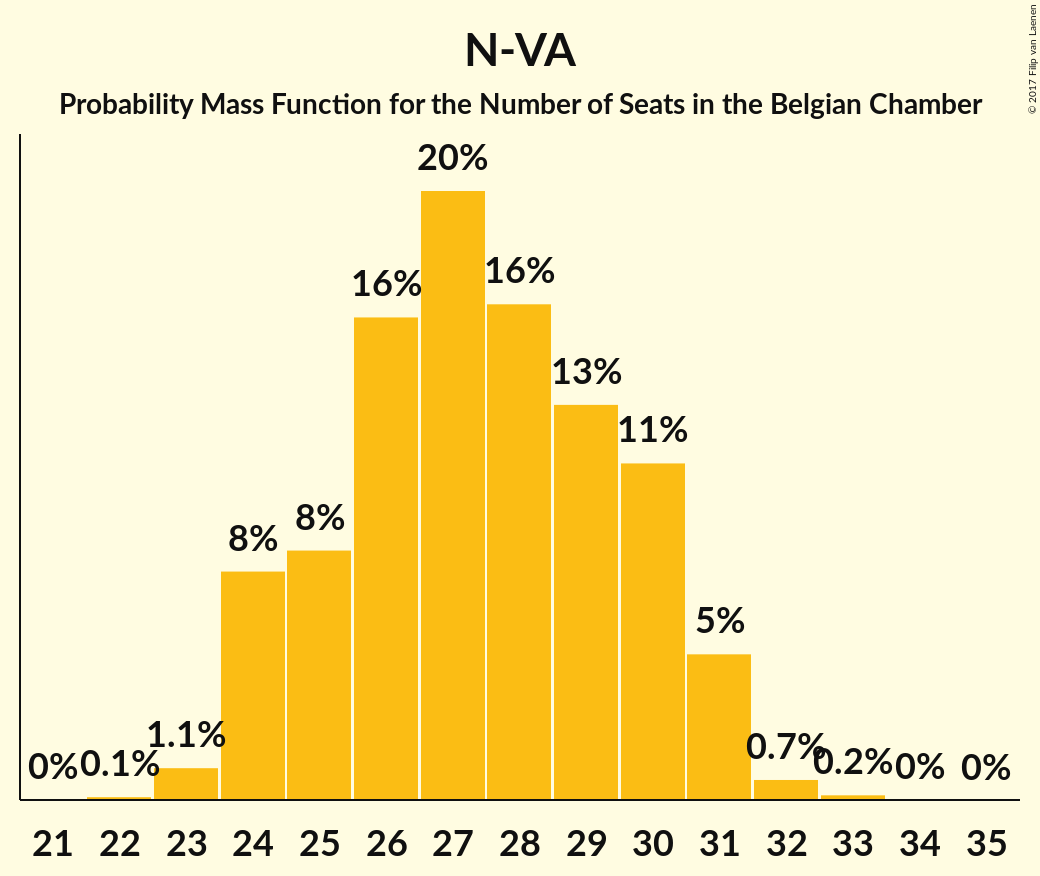 N-VA
Probability Mass Function for the Number of Seats in the Belgian Chamber
© 2017 Filip van Laenen
0% 0.1% 1.1% 8% 8% 16% 20% 16% 13% 11% 5% 0.7% 0.2% 0% 0%
21 22 23 24 25 26 27 28 29 30 31 32 33 34 35